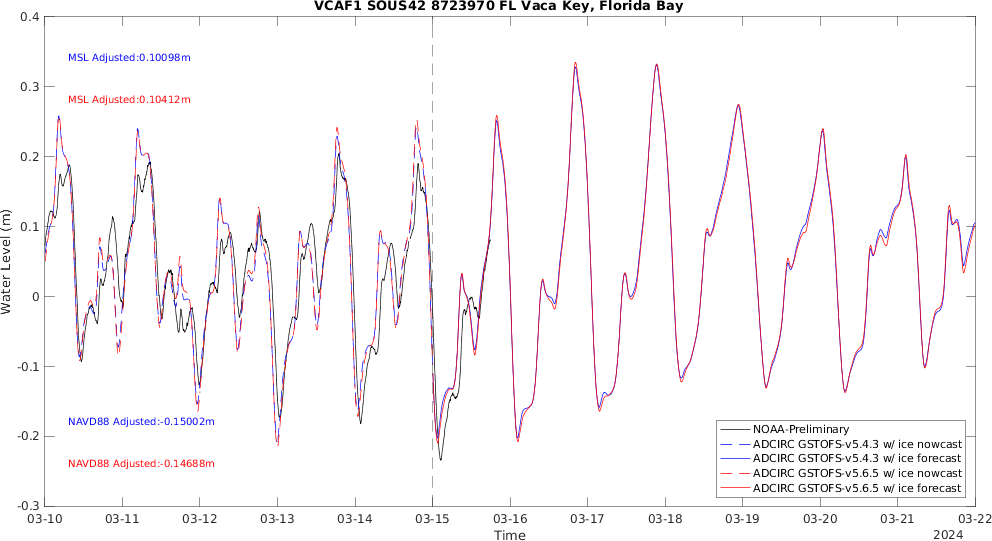 VCAF1 SOUS42 8723970 FL Vaca Key, Florida Bay
0.4
0.3
0.2
0.1
0
-0.1
-0.2
-0.3
Water Level (m)
MSL Adjusted:0.10098m
MSL Adjusted:0.10412m
NAVD88 Adjusted:-0.15002m
NAVD88 Adjusted:-0.14688m
NOAA-Preliminary
ADCIRC GSTOFS-v5.4.3 w/ ice nowcast
ADCIRC GSTOFS-v5.4.3 w/ ice forecast
ADCIRC GSTOFS-v5.6.5 w/ ice nowcast
ADCIRC GSTOFS-v5.6.5 w/ ice forecast
03-10 03-11 03-12 03-13 03-14 03-15 03-16 03-17 03-18 03-19 03-20 03-21 03-22
Time
2024